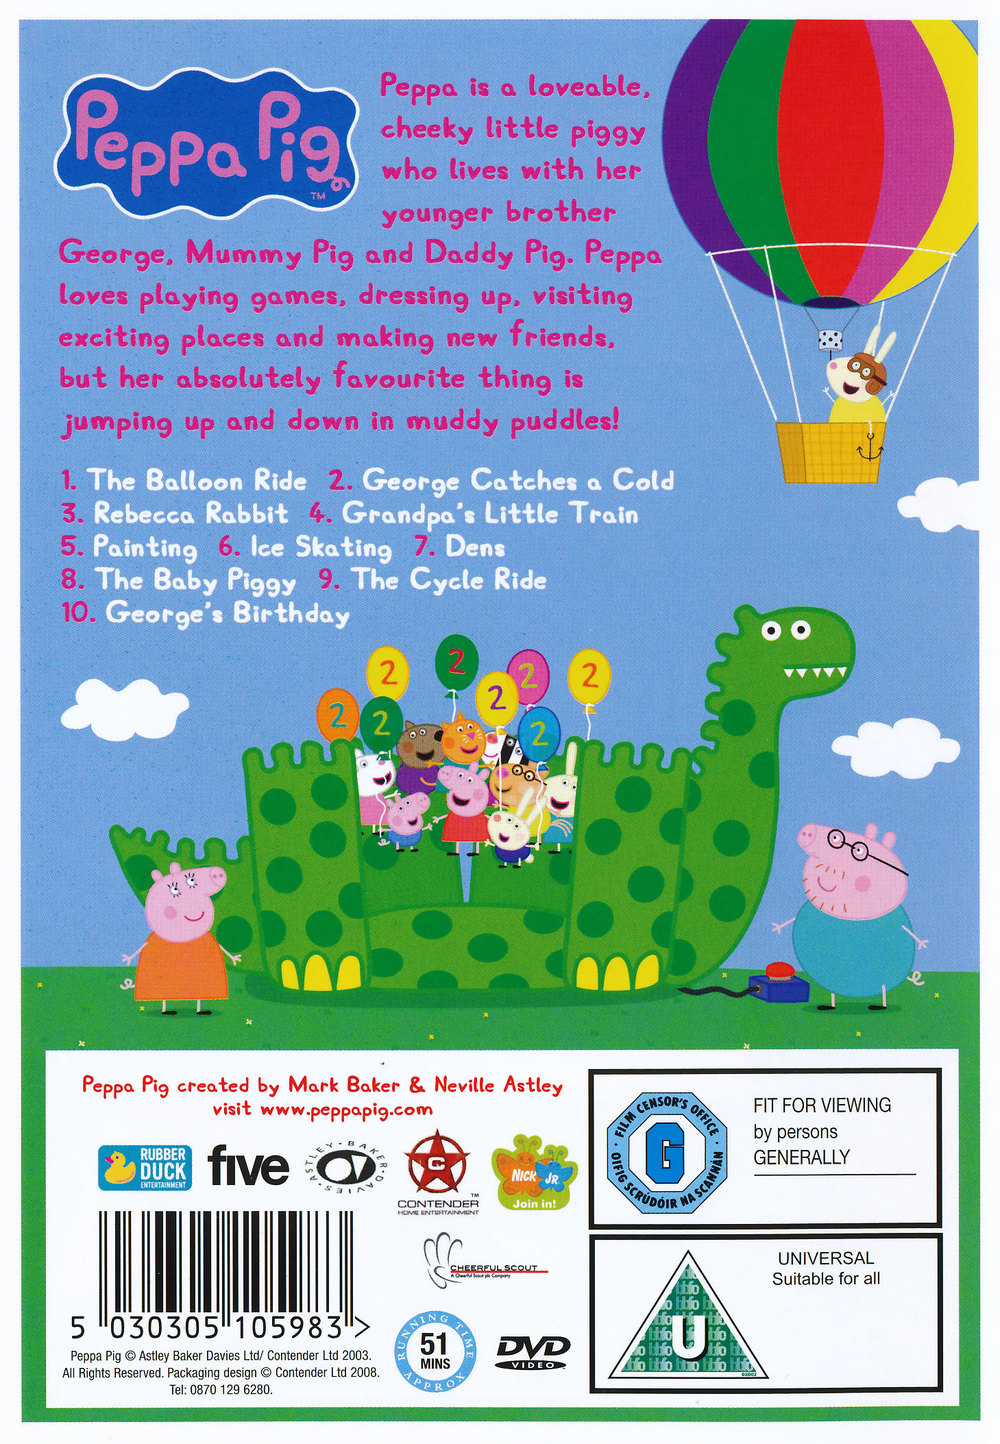 Peppa Pig
TM
Peppa is a loveable,
cheeky little piggy
who lives with her
younger brother
George, Mummy Pig and Daddy Pig. Peppa
loves playing games, dressing up, visiting
exciting places and making new friends,
but her absolutely favourite thing is
jumping up and down in muddy puddles!
1. The Balloon Ride 2. George Catches a Cold
3. Rebecca Rabbit 4. Grandpa's Little Train
5. Painting 6. Ice Skating 7. Dens
8. The Baby Piggy 9. The Cycle Ride
10. George's Birthday
2 2 2 2 2 2 2 2
Peppa Pig created by Mark Baker & Neville Astley
visit www.peppapig.com
RUBBER
DUCK
ENTERTAINMENT
five
ASTLEY • BAKER • DAVIES •
C
CONTENDER TM
HOME ENTERTAINMENT
NICK JR
Join in!
CHEERFUL SCOUT
A Cheerful Scout plc Company
5 030305 105983 >
RUNNING TIME
51
MINS
APPROX
DVD
VIDEO
Peppa Pig © Astley Baker Davies Ltd/ Contender Ltd 2003.
All Rights Reserved. Packaging design © Contender Ltd 2008.
Tel: 0870 129 6280.
FILM CENSOR'S OFFICE
G
OIFIG SCRÚDÓIR NA SCANNÁN
FIT FOR VIEWING
by persons
GENERALLY
U
02002
UNIVERSAL
Suitable for all